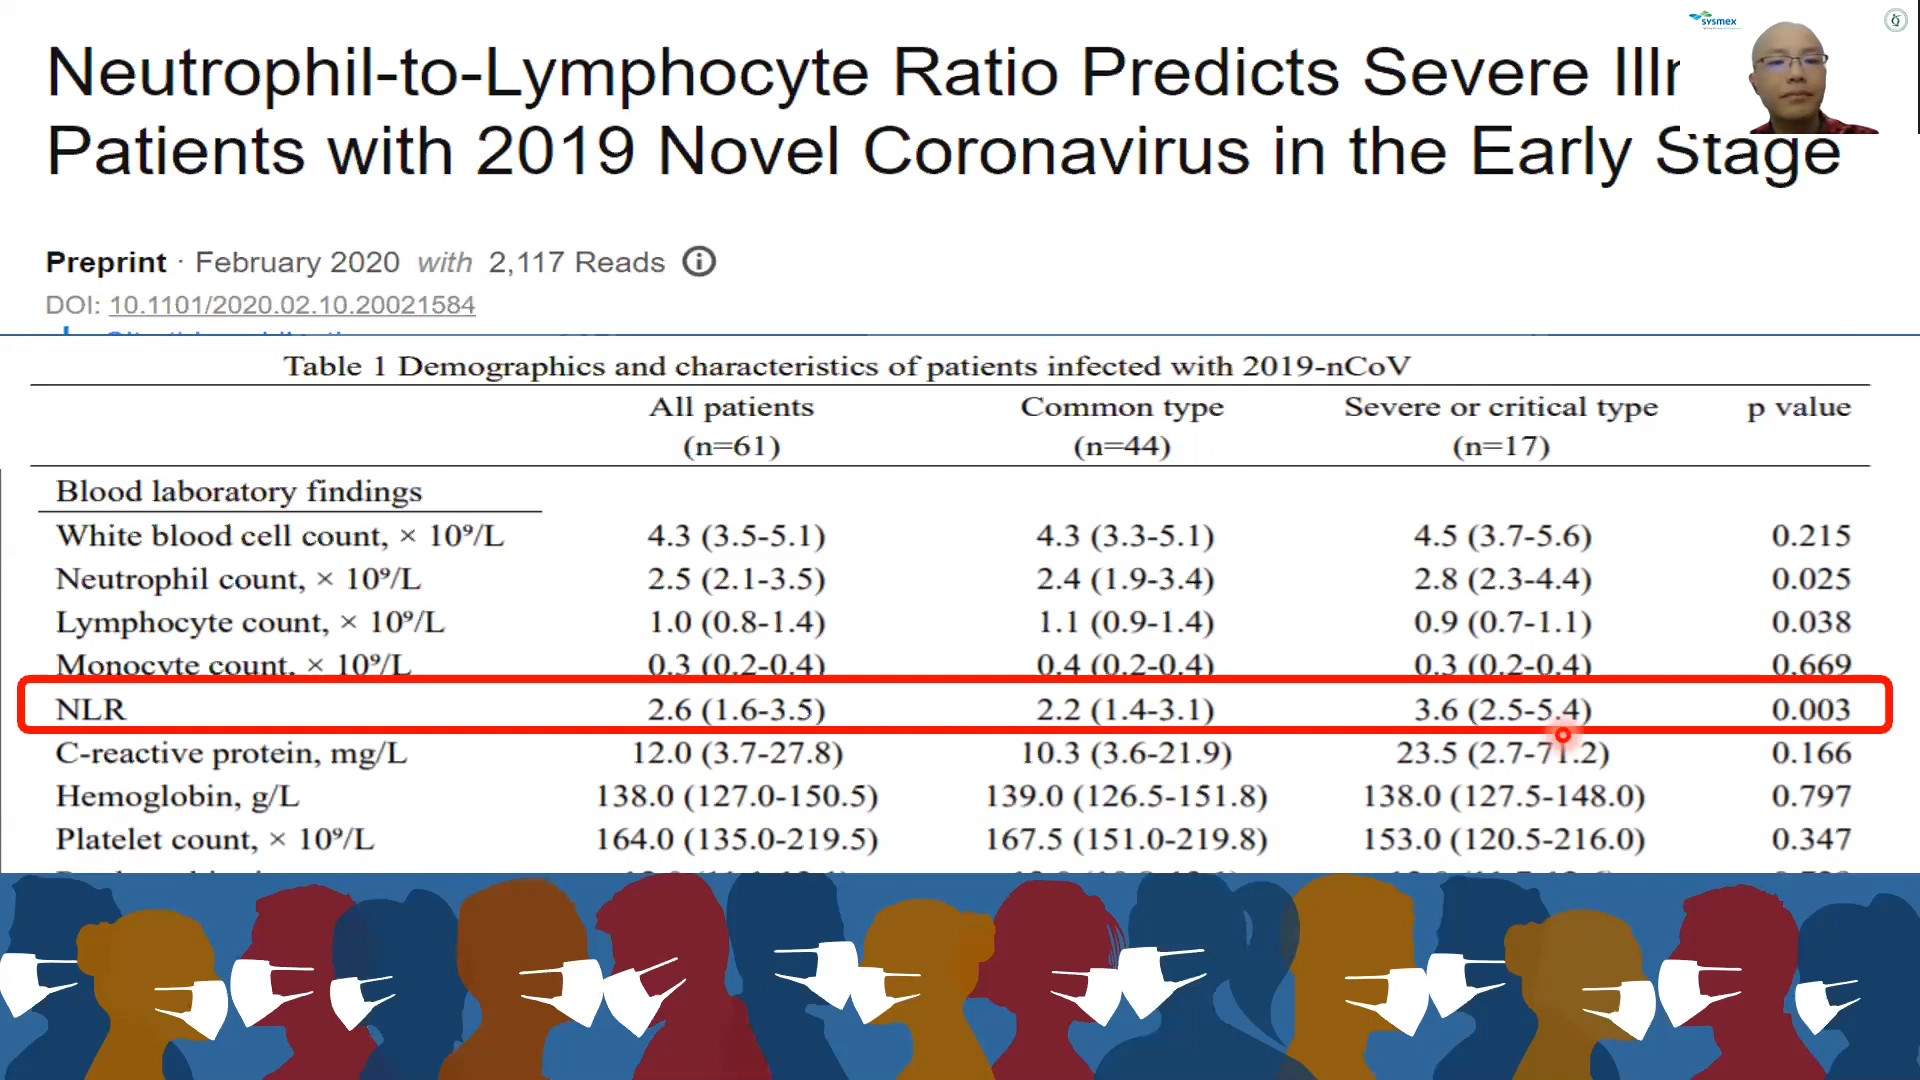 sysmex
Neutrophil-to-Lymphocyte Ratio Predicts Severe
Patients with 2019 Novel Coronavirus in the Early Stage
Preprint · February 2020 with 2,117 Reads
DOI: 10.1101/2020.02.10.20021584
Table 1 Demographics and characteristics of patients infected with 2019-nCoV
All patients Common type Severe or critical type p value
(n=61) (n=44) (n=17)
Blood laboratory findings
White blood cell count, × 10⁹/L 4.3 (3.5-5.1) 4.3 (3.3-5.1) 4.5 (3.7-5.6) 0.215
Neutrophil count, × 10⁹/L 2.5 (2.1-3.5) 2.4 (1.9-3.4) 2.8 (2.3-4.4) 0.025
Lymphocyte count, × 10⁹/L 1.0 (0.8-1.4) 1.1 (0.9-1.4) 0.9 (0.7-1.1) 0.038
Monocyte count, × 10⁹/L 0.3 (0.2-0.4) 0.4 (0.2-0.4) 0.3 (0.2-0.4) 0.669
NLR 2.6 (1.6-3.5) 2.2 (1.4-3.1) 3.6 (2.5-5.4) 0.003
C-reactive protein, mg/L 12.0 (3.7-27.8) 10.3 (3.6-21.9) 23.5 (2.7-71.2) 0.166
Hemoglobin, g/L 138.0 (127.0-150.5) 139.0 (126.5-151.8) 138.0 (127.5-148.0) 0.797
Platelet count, × 10⁹/L 164.0 (135.0-219.5) 167.5 (151.0-219.8) 153.0 (120.5-216.0) 0.347